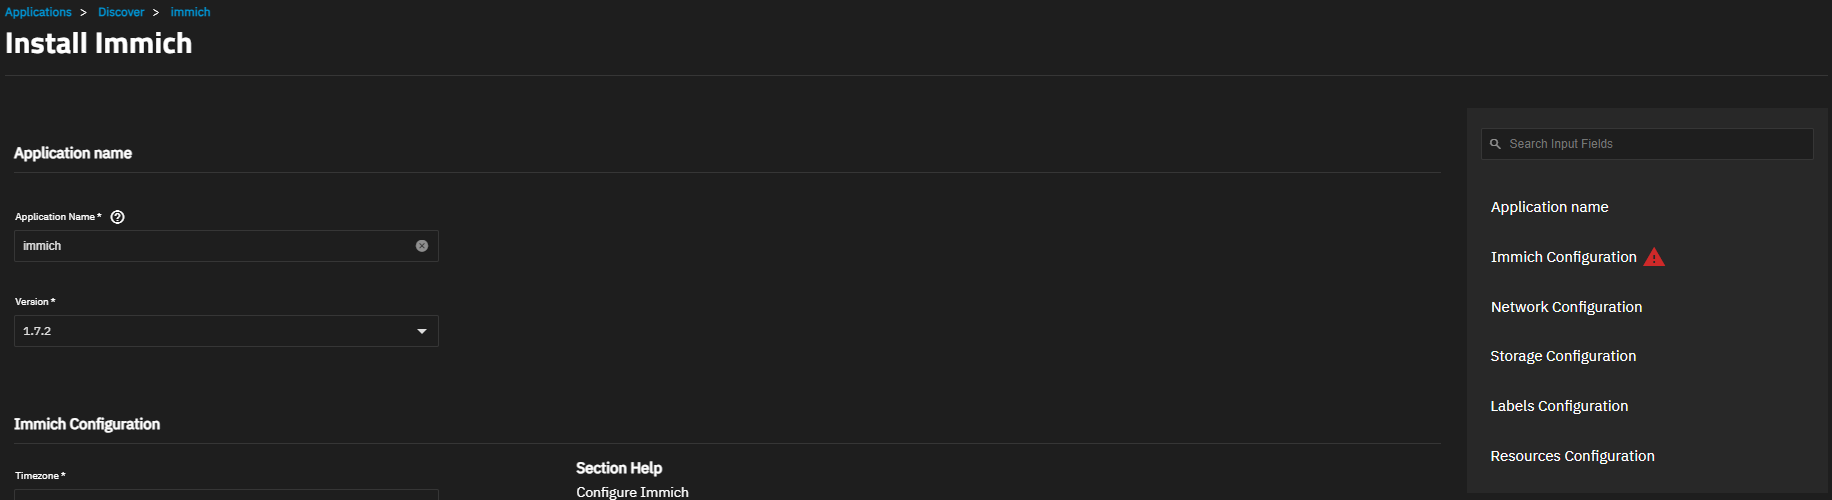 Applications > Discover > immich
Install Immich
Application name
Application Name *
immich
Version *
1.7.2
Immich Configuration
Timezone *
Section Help
Configure Immich
Search Input Fields
Application name
Immich Configuration
Network Configuration
Storage Configuration
Labels Configuration
Resources Configuration